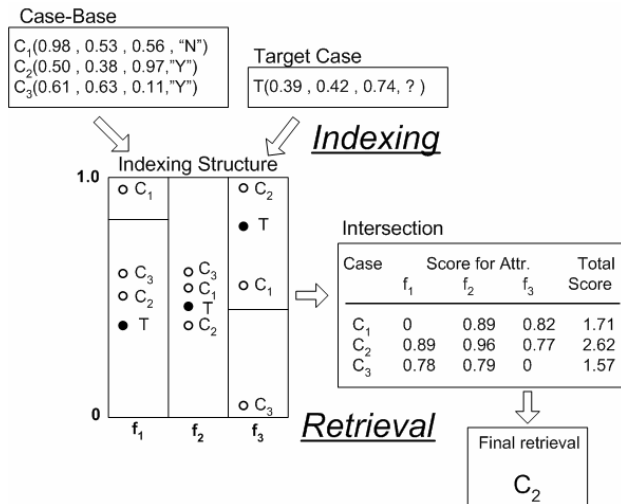 Case-Base
C1(0.98 , 0.53 , 0.56 , “N”)
C2(0.50 , 0.38 , 0.97,“Y”)
C3(0.61 , 0.63 , 0.11,“Y”)
Target Case
T(0.39 , 0.42 , 0.74, ? )
Indexing
Indexing Structure
1.0
C1
C3
C2
T
C3
C1
T
C2
C2
T
C1
C3
0
f1 f2 f3
Intersection
Case Score for Attr. Total
f1 f2 f3 Score
C1 0 0.89 0.82 1.71
C2 0.89 0.96 0.77 2.62
C3 0.78 0.79 0 1.57
Retrieval
Final retrieval
C2